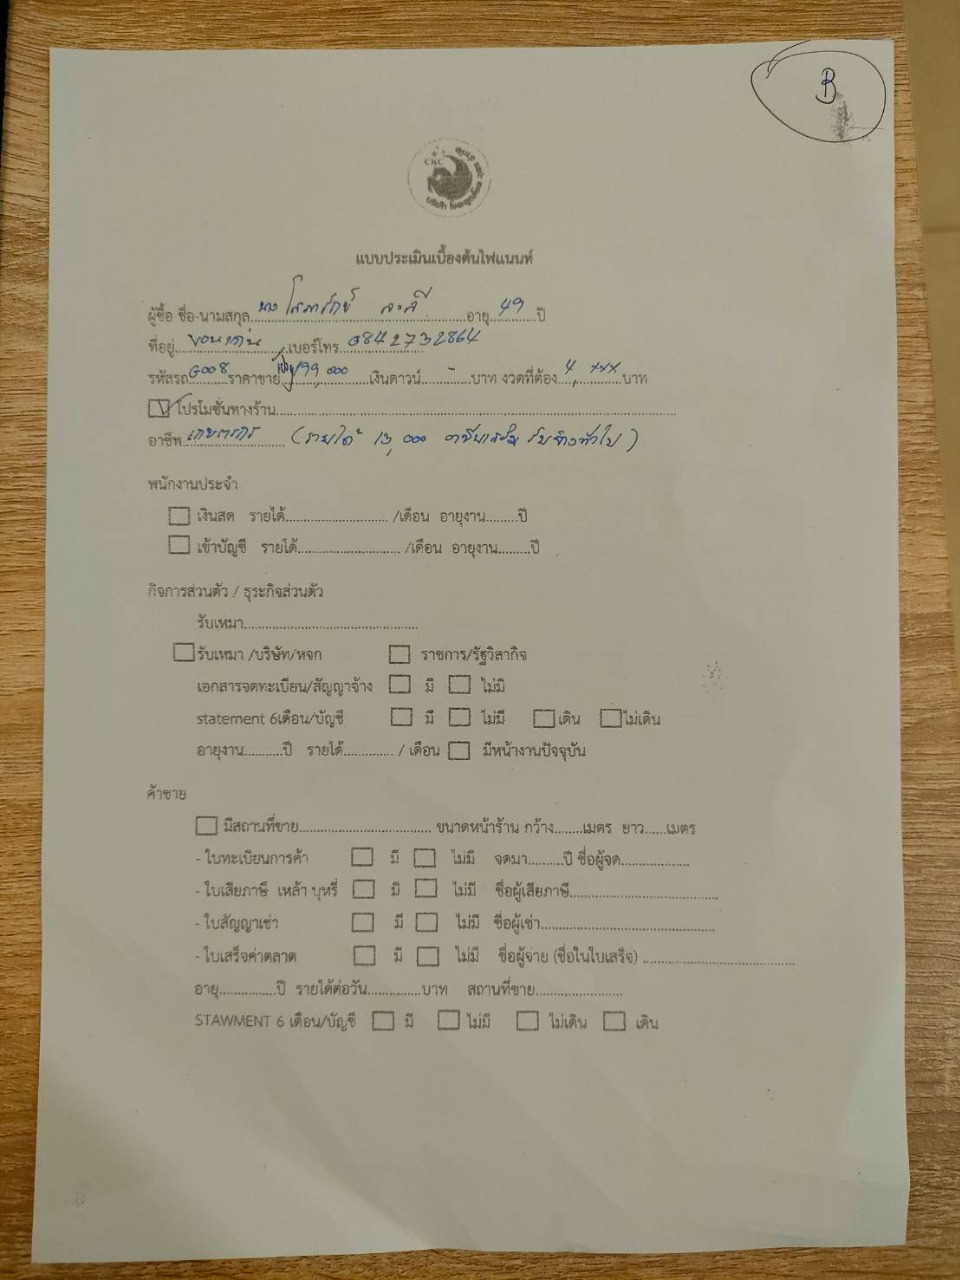 B
CKC
แบบประเมินเบื้องต้นไฟแนนท์
ผู้ซื้อ ชื่อ-นามสกุล นาง อายุ 49 ปี
ที่อยู่ ขอนแก่น เบอร์โทร 0842732864
รหัสรถ G008 ราคาขาย 199,000 เงินดาวน์ - บาท งวดที่ต้อง 4,xxx บาท
โปรโมชั่นทางร้าน
อาชีพ เกษตรกร (รายได้ 13,000 อาชีพเสริม รับจ้างทั่วไป)
พนักงานประจำ
เงินสด รายได้ /เดือน อายุงาน ปี
เข้าบัญชี รายได้ /เดือน อายุงาน ปี
กิจการส่วนตัว / ธุระกิจส่วนตัว
รับเหมา
รับเหมา /บริษัท/หจก ราชการ/รัฐวิสากิจ
เอกสารจดทะเบียน/สัญญาจ้าง มี ไม่มี
statement 6เดือน/บัญชี มี ไม่มี เดิน ไม่เดิน
อายุงาน ปี รายได้ / เดือน มีหน้างานปัจจุบัน
ค้าขาย
มีสถานที่ขาย ขนาดหน้าร้าน กว้าง เมตร ยาว เมตร
- ใบทะเบียนการค้า มี ไม่มี จดมา ปี ชื่อผู้จด
- ใบเสียภาษี เหล้า บุหรี่ มี ไม่มี ชื่อผู้เสียภาษี
- ใบสัญญาเช่า มี ไม่มี ชื่อผู้เช่า
- ใบเสร็จค่าตลาด มี ไม่มี ชื่อผู้จ่าย (ชื่อในใบเสร็จ)
อายุ ปี รายได้ต่อวัน บาท สถานที่ขาย
STAWMENT 6 เดือน/บัญชี มี ไม่มี ไม่เดิน เดิน